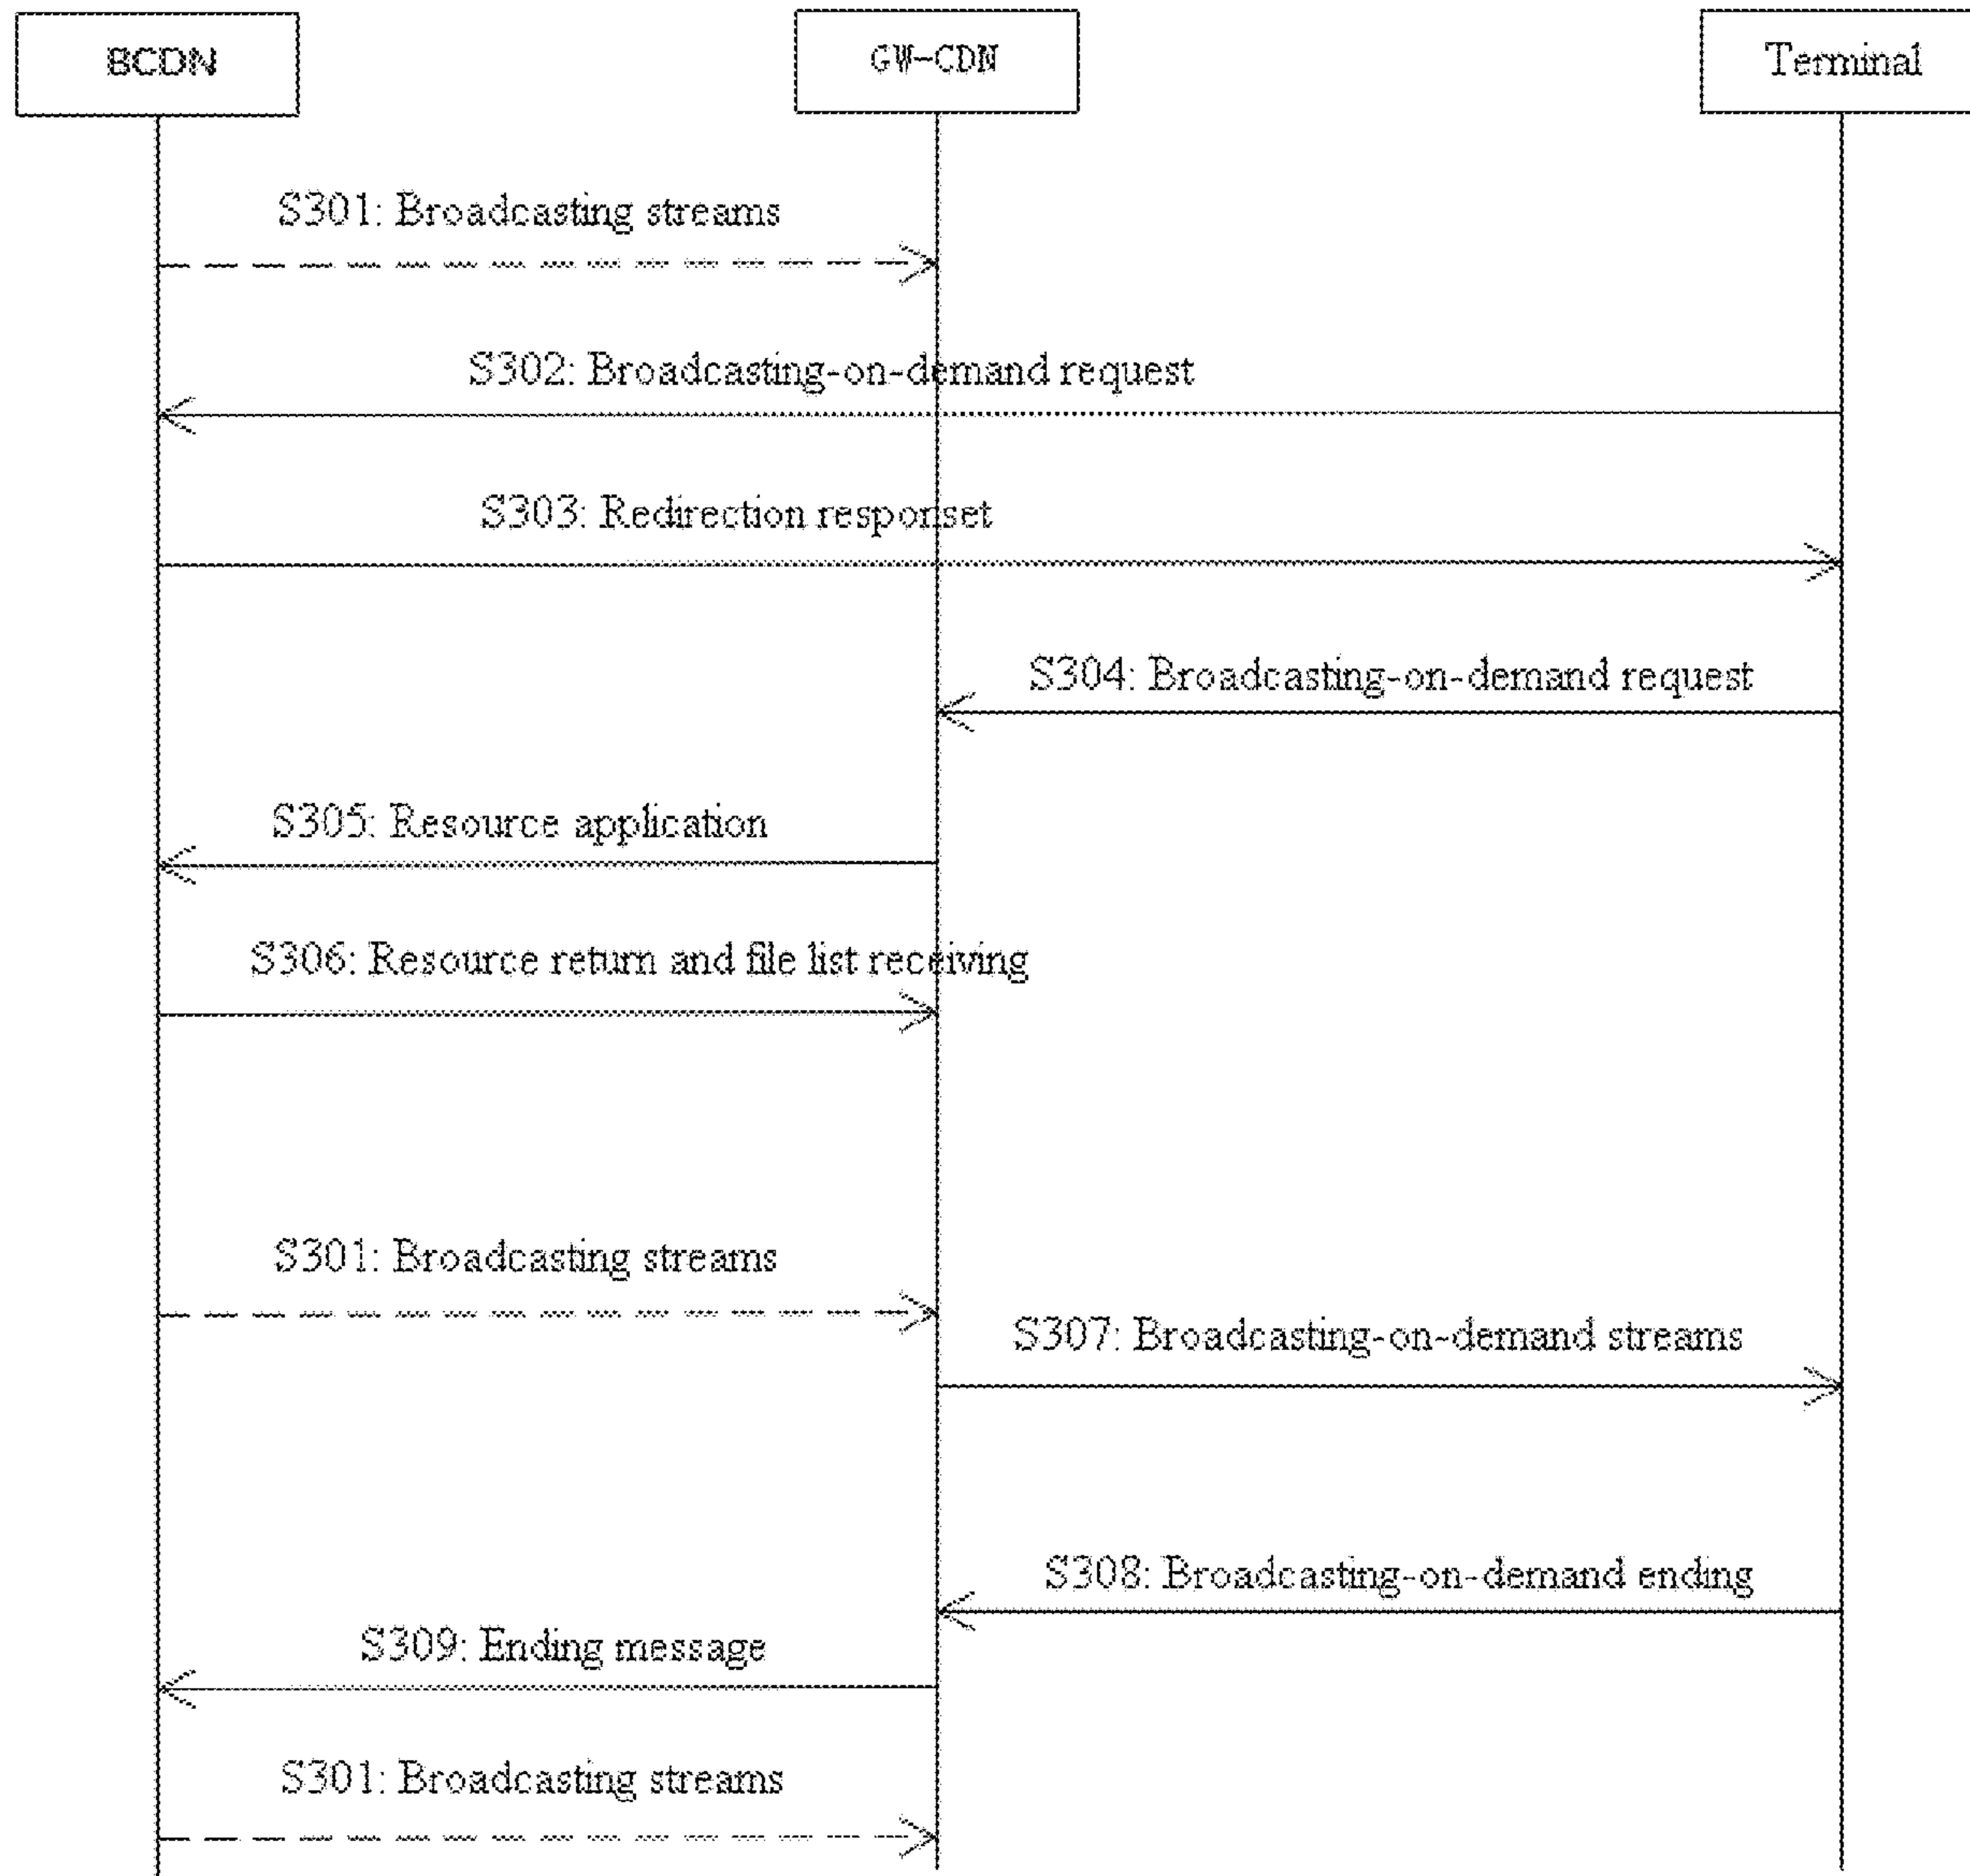 BCDN
GW-CDN
Terminal
S301: Broadcasting streams
S302: Broadcasting-on-demand request
S303: Redirection responset
S304: Broadcasting-on-demand request
S305: Resource application
S306: Resource return and file list receiving
S301: Broadcasting streams
S307: Broadcasting-on-demand streams
S308: Broadcasting-on-demand ending
S309: Ending message
S301: Broadcasting streams